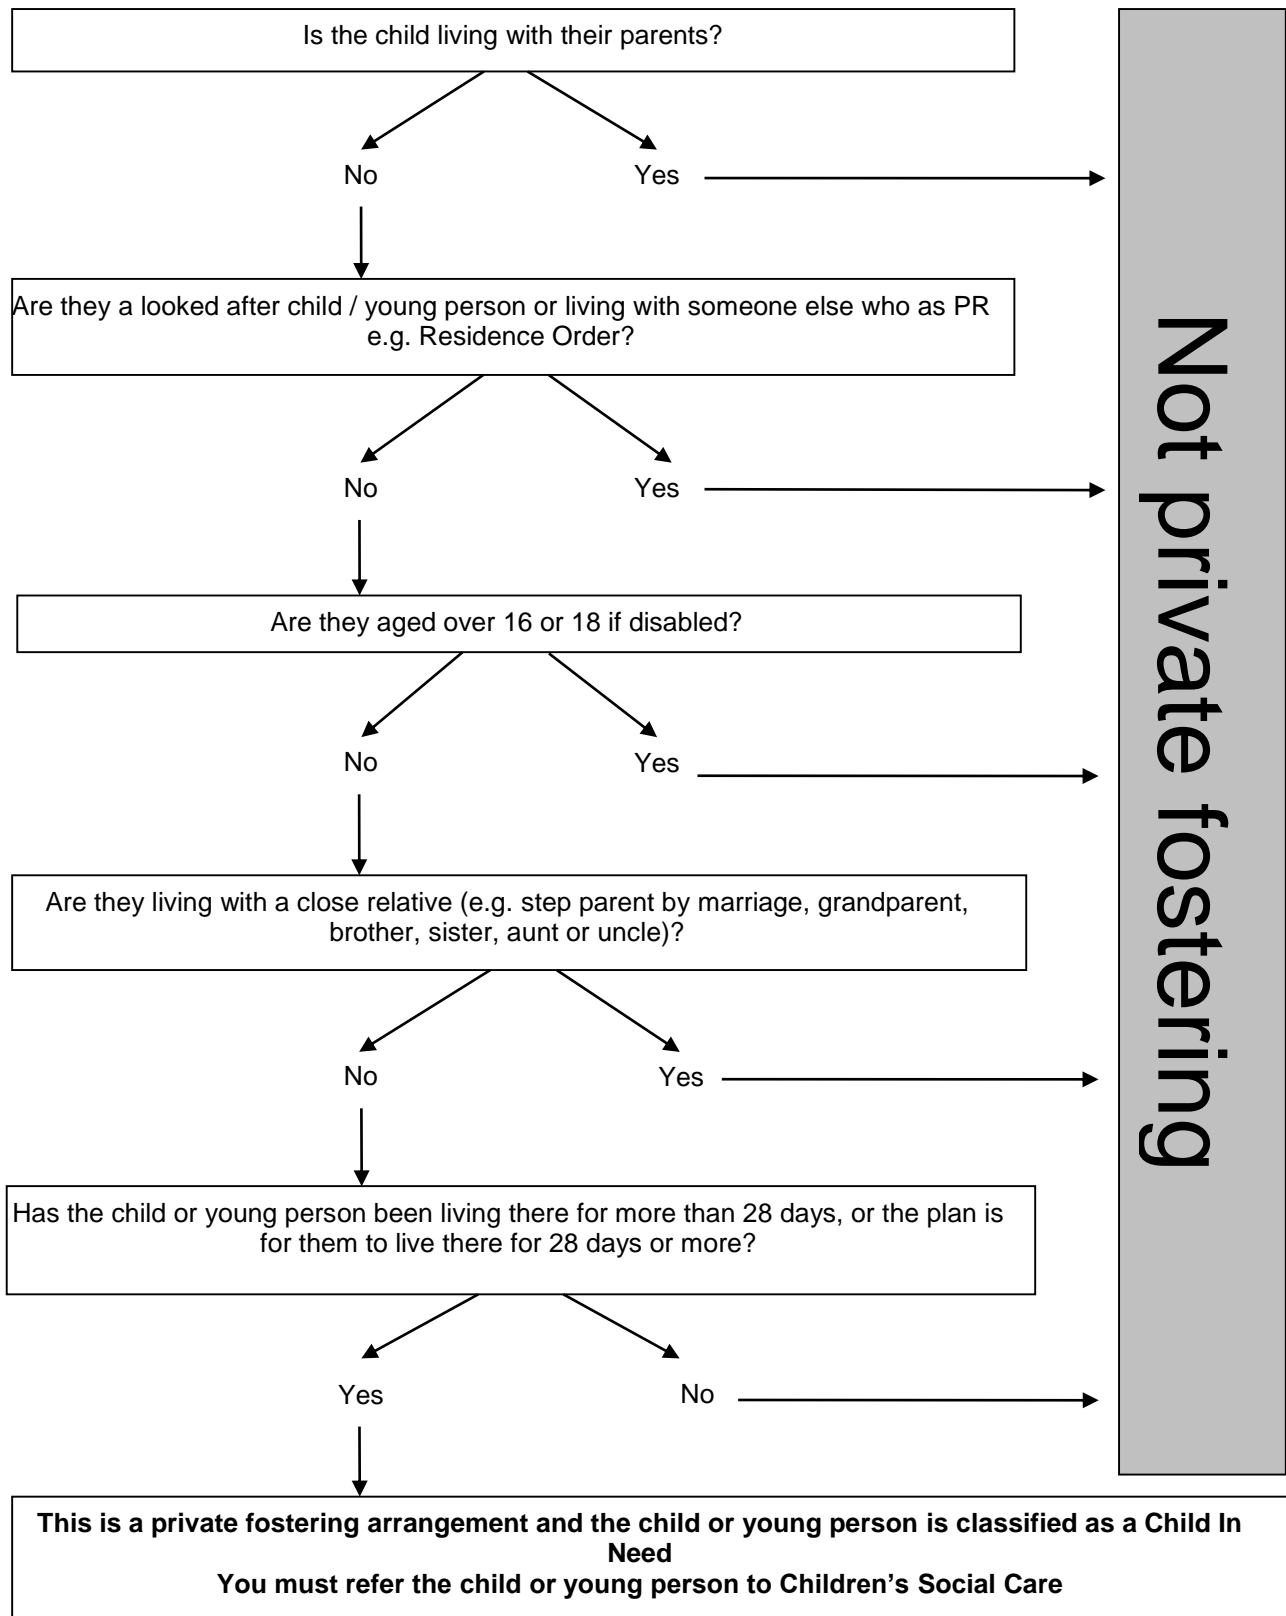 Is the child living with their parents?
No
Yes
Are they a looked after child / young person or living with someone else who as PR
e.g. Residence Order?
No
Yes
Are they aged over 16 or 18 if disabled?
No
Yes
Are they living with a close relative (e.g. step parent by marriage, grandparent,
brother, sister, aunt or uncle)?
No
Yes
Has the child or young person been living there for more than 28 days, or the plan is
for them to live there for 28 days or more?
Yes
No
This is a private fostering arrangement and the child or young person is classified as a Child In
Need
You must refer the child or young person to Children’s Social Care
Not private fostering